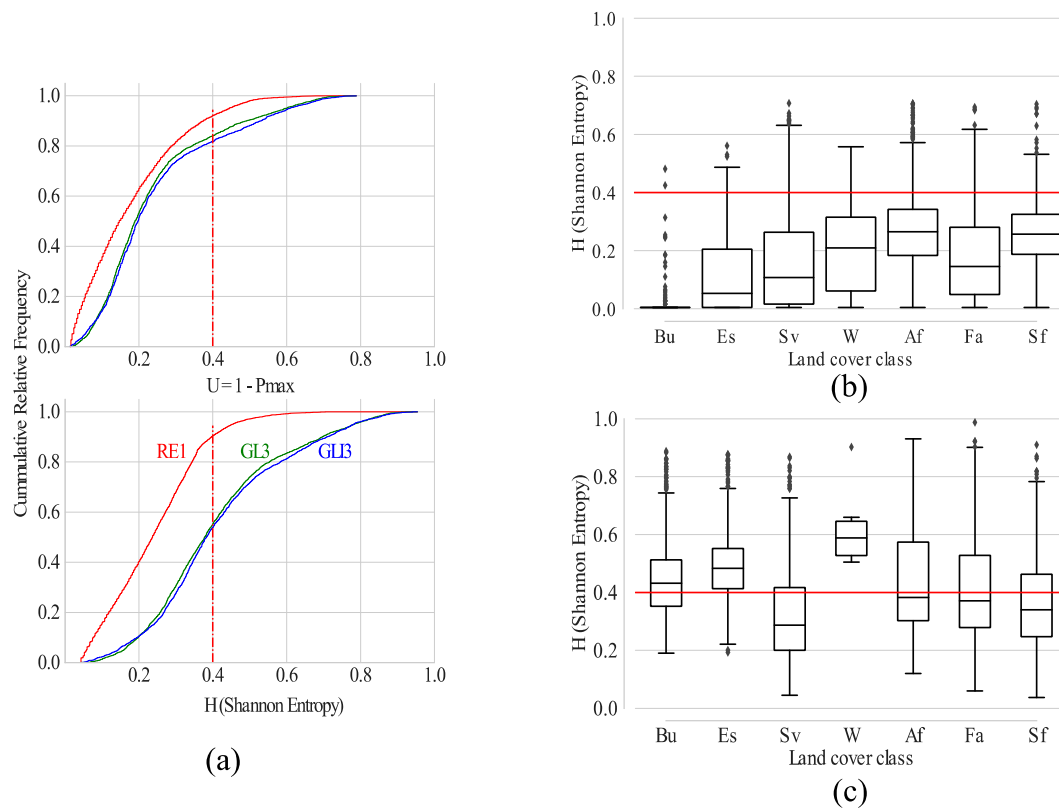 Cummulative Relative Frequency
1.0
0.8
0.6
0.4
0.2
0.0
0.2 0.4 0.6 0.8 1.0
U = 1 - Pmax
1.0
0.8
0.6
0.4
0.2
0.0
RE1 GL3 GLI3
0.2 0.4 0.6 0.8 1.0
H (Shannon Entropy)
(a)
H (Shannon Entropy)
1.0
0.8
0.6
0.4
0.2
0.0
Bu Es Sv W Af Fa Sf
Land cover class
(b)
H (Shannon Entropy)
1.0
0.8
0.6
0.4
0.2
0.0
Bu Es Sv W Af Fa Sf
Land cover class
(c)